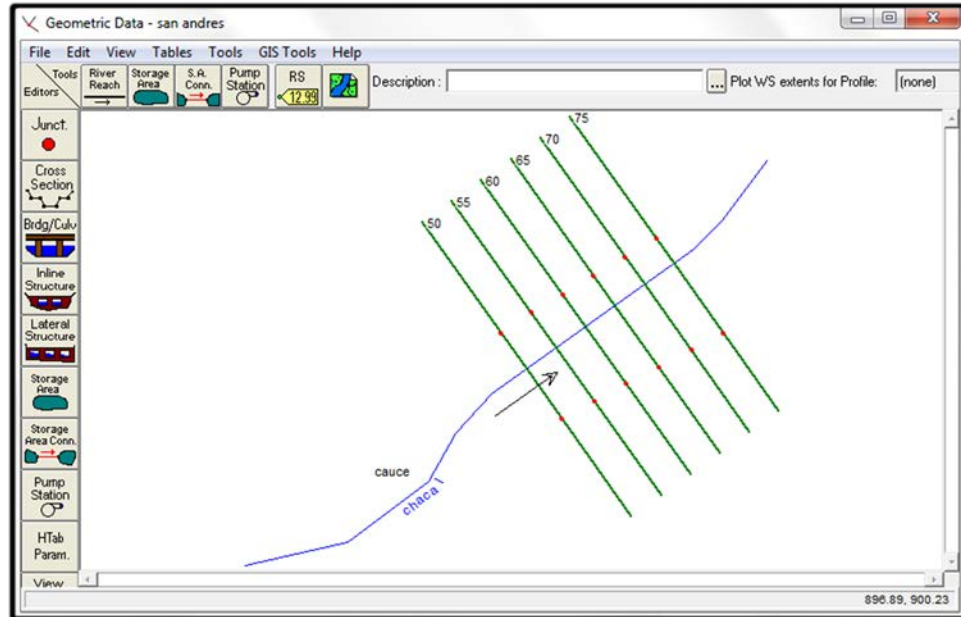 Geometric Data - san andres
File Edit View Tables Tools GIS Tools Help
Tools
Editors
River
Reach
Storage
Area
S.A.
Conn.
Pump
Station
RS
12.99
Description :
...
Plot WS extents for Profile:
(none)
Junct.
Cross
Section
Brdg/Culv
Inline
Structure
Lateral
Structure
Storage
Area
Storage
Area Conn.
Pump
Station
HTab
Param.
View
75
70
65
60
55
50
cauce
chaca 1
896.89, 900.23